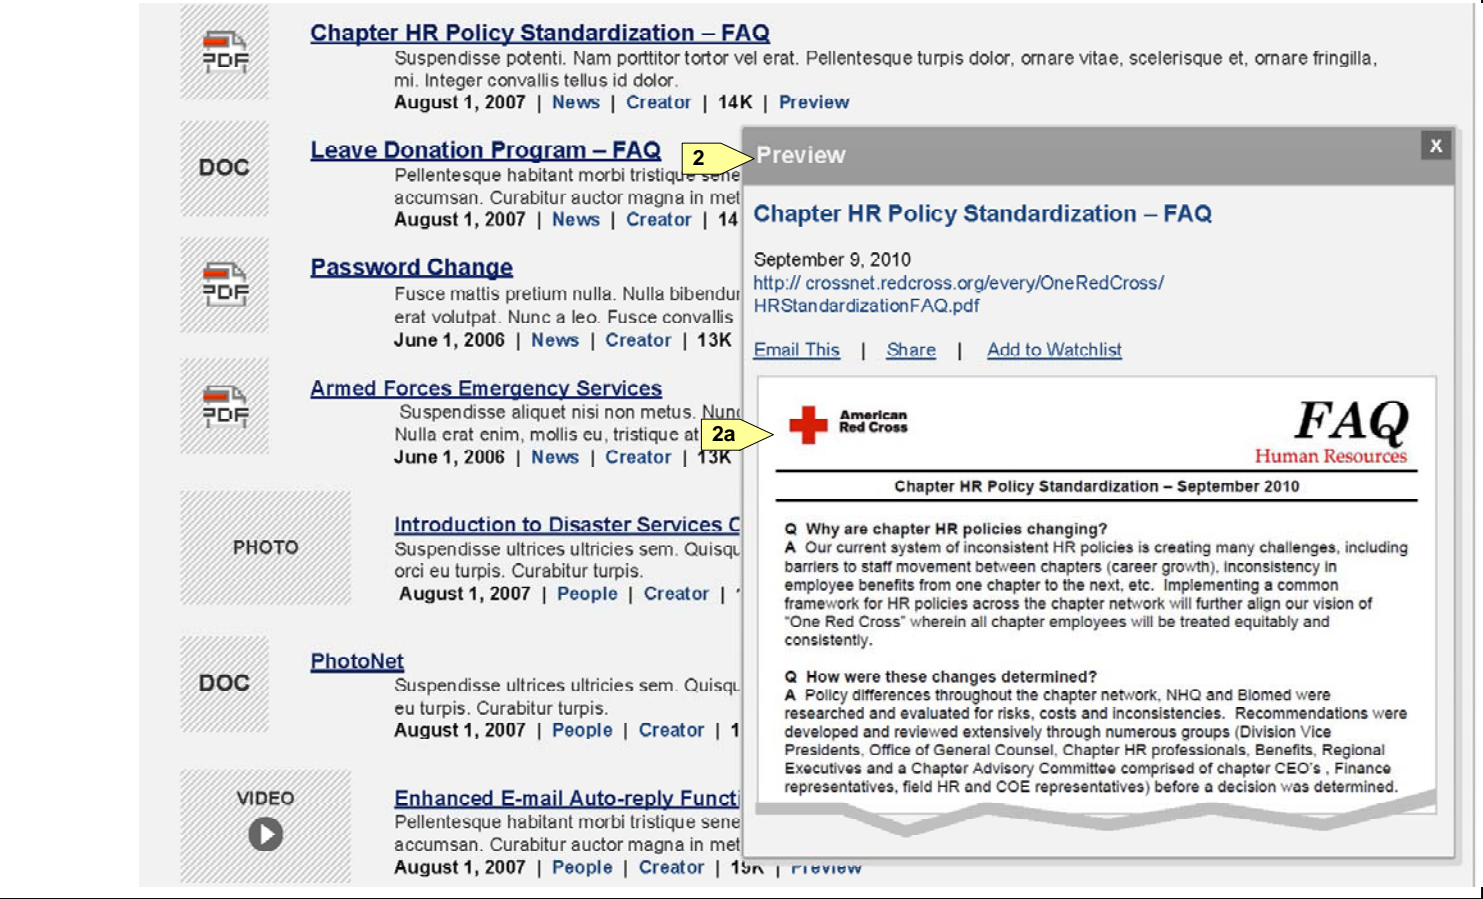 PDF
Chapter HR Policy Standardization – FAQ
Suspendisse potenti. Nam porttitor tortor vel erat. Pellentesque turpis dolor, ornare vitae, scelerisque et, ornare fringilla,
mi. Integer convallis tellus id dolor.
August 1, 2007 | News | Creator | 14K | Preview
DOC
Leave Donation Program – FAQ
Pellentesque habitant morbi tristique sene
accumsan. Curabitur auctor magna in met
August 1, 2007 | News | Creator | 14
PDF
Password Change
Fusce mattis pretium nulla. Nulla bibendur
erat volutpat. Nunc a leo. Fusce convallis
June 1, 2006 | News | Creator | 13K
PDF
Armed Forces Emergency Services
Suspendisse aliquet nisi non metus. Nunc
Nulla erat enim, mollis eu, tristique at
June 1, 2006 | News | Creator | 13K
PHOTO
Introduction to Disaster Services C
Suspendisse ultrices ultricies sem. Quisqu
orci eu turpis. Curabitur turpis.
August 1, 2007 | People | Creator |
DOC
PhotoNet
Suspendisse ultrices ultricies sem. Quisqu
eu turpis. Curabitur turpis.
August 1, 2007 | People | Creator | 1
VIDEO
Enhanced E-mail Auto-reply Functi
Pellentesque habitant morbi tristique sene
accumsan. Curabitur auctor magna in met
August 1, 2007 | People | Creator | 19K | Preview
2
Preview
X
Chapter HR Policy Standardization – FAQ
September 9, 2010
http:// crossnet.redcross.org/every/OneRedCross/
HRStandardizationFAQ.pdf
Email This | Share | Add to Watchlist
2a
American
Red Cross
FAQ
Human Resources
Chapter HR Policy Standardization – September 2010
Q Why are chapter HR policies changing?
A Our current system of inconsistent HR policies is creating many challenges, including
barriers to staff movement between chapters (career growth), inconsistency in
employee benefits from one chapter to the next, etc. Implementing a common
framework for HR policies across the chapter network will further align our vision of
“One Red Cross” wherein all chapter employees will be treated equitably and
consistently.
Q How were these changes determined?
A Policy differences throughout the chapter network, NHQ and Biomed were
researched and evaluated for risks, costs and inconsistencies. Recommendations were
developed and reviewed extensively through numerous groups (Division Vice
Presidents, Office of General Counsel, Chapter HR professionals, Benefits, Regional
Executives and a Chapter Advisory Committee comprised of chapter CEO's , Finance
representatives, field HR and COE representatives) before a decision was determined.